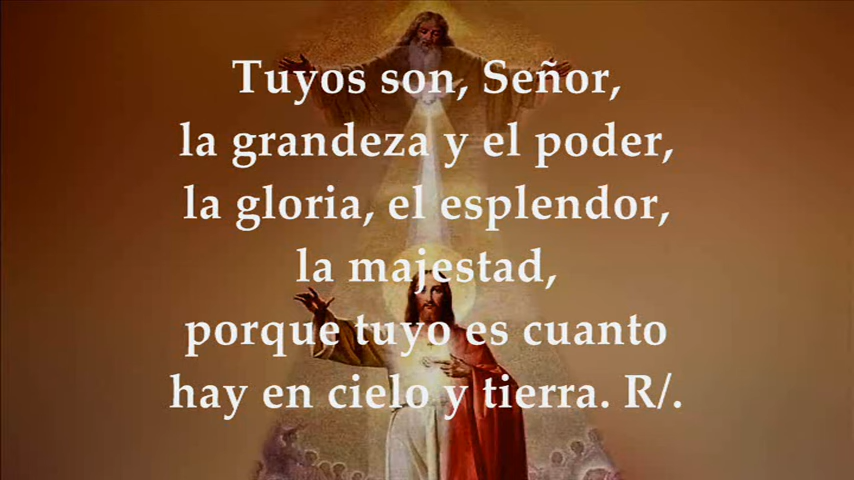 Tuyos son, Señor,
la grandeza y el poder,
la gloria, el esplendor,
la majestad,
porque tuyo es cuanto
hay en cielo y tierra. R/.